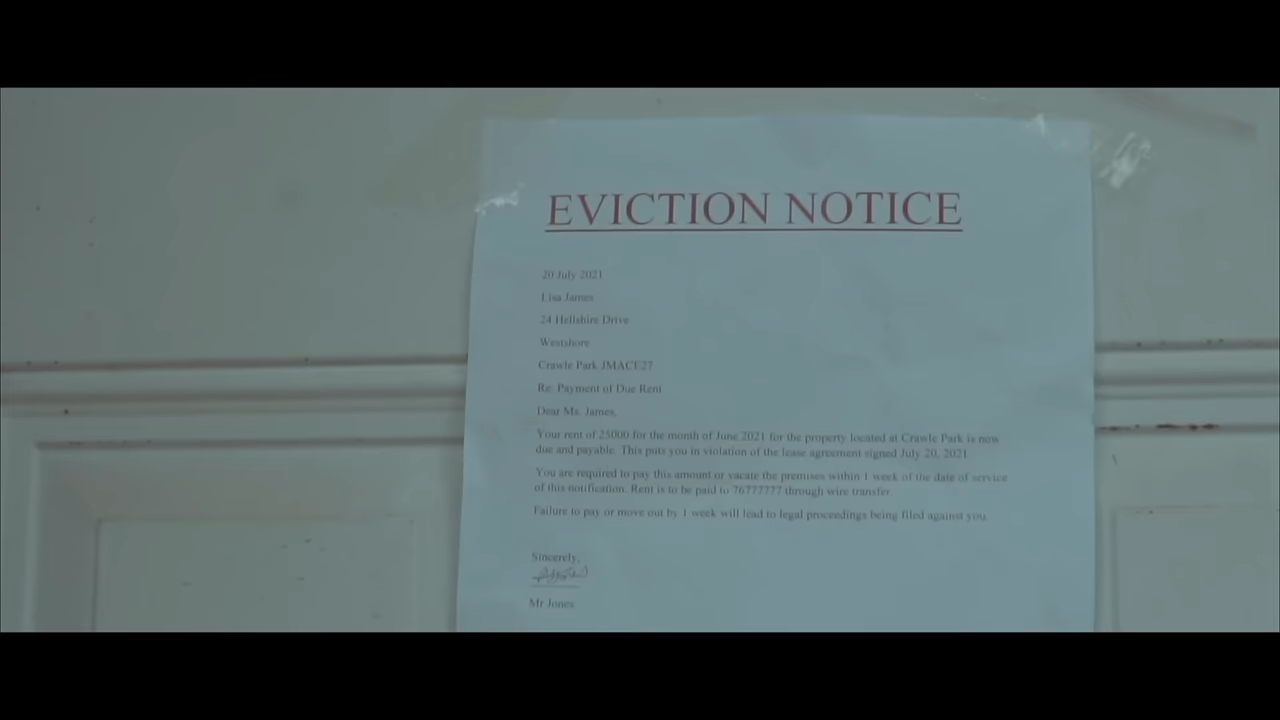 EVICTION NOTICE
20 July 2021
Lisa James
24 Hellshire Drive
Westshore
Crawle Park JMACE27
Re: Payment of Due Rent
Dear Ms. James,
Your rent of 25000 for the month of June 2021 for the property located at Crawle Park is now
due and payable. This puts you in violation of the lease agreement signed July 20, 2021
You are required to pay this amount or vacate the premises within 1 week of the date of service
of this notification. Rent is to be paid to 76777777 through wire transfer.
Failure to pay or move out by 1 week will lead to legal proceedings being filed against you.
Sincerely,
Mr Jones